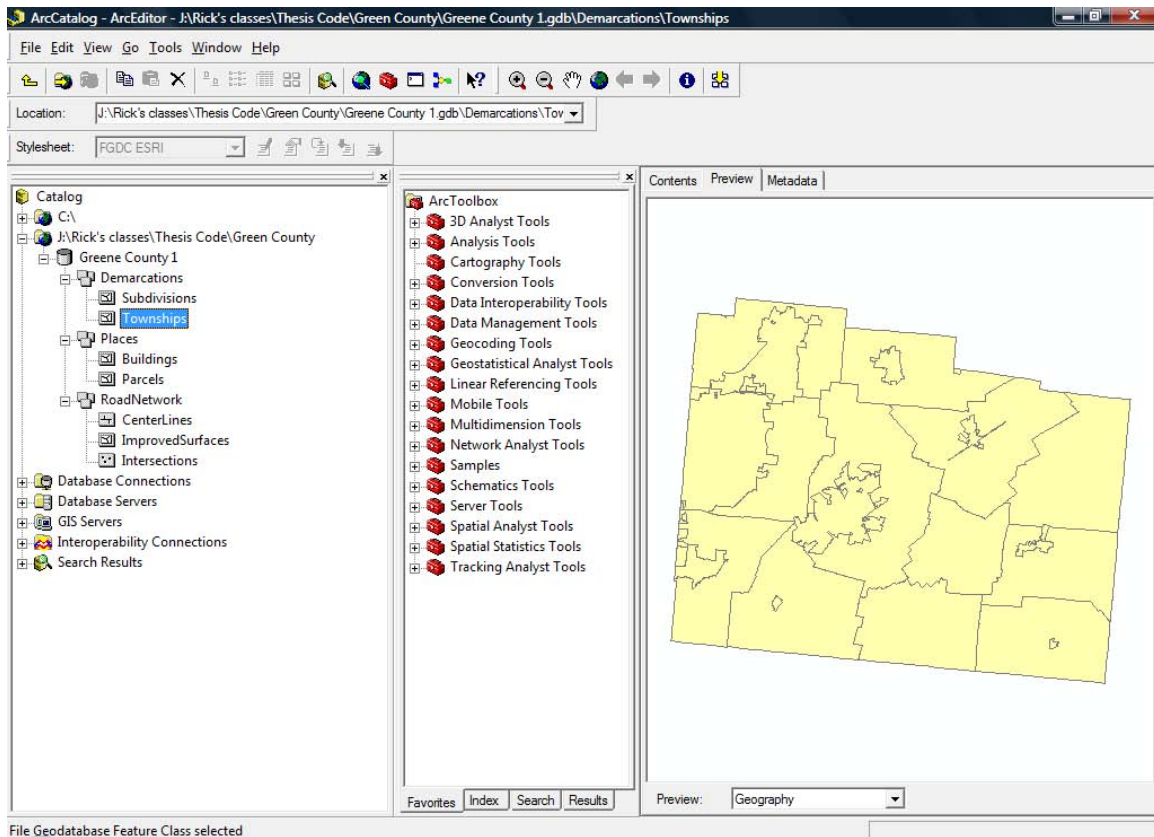 ArcCatalog - ArcEditor - J:\Rick's classes\Thesis Code\Green County\Greene County 1.gdb\Demarcations\Townships
File Edit View Go Tools Window Help
Location: J:\Rick's classes\Thesis Code\Green County\Greene County 1.gdb\Demarcations\Tov
Stylesheet: FGDC ESRI
Catalog
C:\
J:\Rick's classes\Thesis Code\Green County
Greene County 1
Demarcations
Subdivisions
Townships
Places
Buildings
Parcels
RoadNetwork
CenterLines
ImprovedSurfaces
Intersections
Database Connections
Database Servers
GIS Servers
Interoperability Connections
Search Results
ArcToolbox
3D Analyst Tools
Analysis Tools
Cartography Tools
Conversion Tools
Data Interoperability Tools
Data Management Tools
Geocoding Tools
Geostatistical Analyst Tools
Linear Referencing Tools
Mobile Tools
Multidimension Tools
Network Analyst Tools
Samples
Schematics Tools
Server Tools
Spatial Analyst Tools
Spatial Statistics Tools
Tracking Analyst Tools
Favorites Index Search Results
Contents Preview Metadata
Preview: Geography
File Geodatabase Feature Class selected